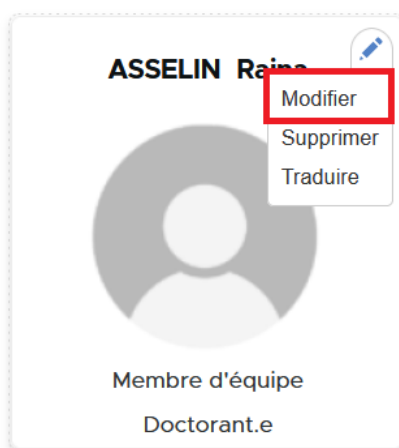 ASSELIN Raina
Modifier
Supprimer
Traduire
Membre d'équipe
Doctorant.e